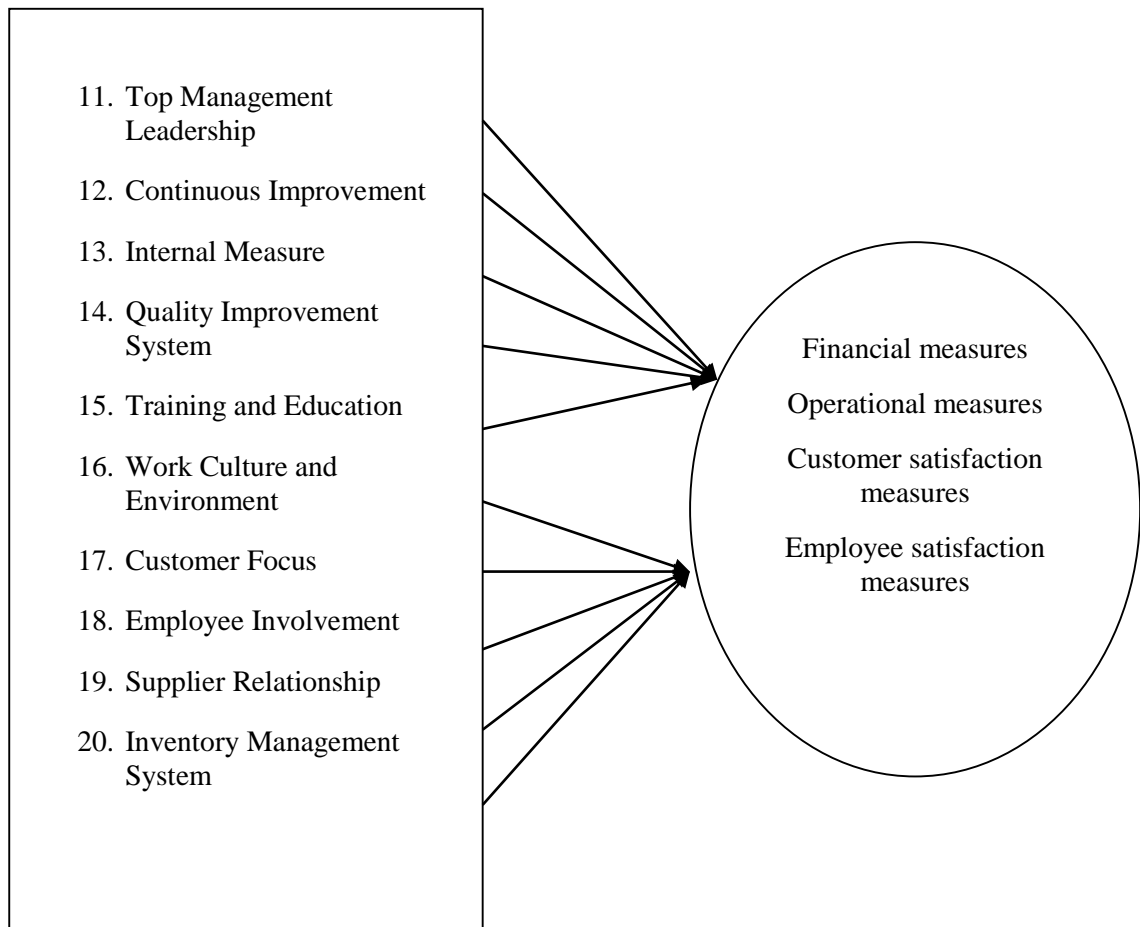 11. Top Management
Leadership
12. Continuous Improvement
13. Internal Measure
14. Quality Improvement
System
15. Training and Education
16. Work Culture and
Environment
17. Customer Focus
18. Employee Involvement
19. Supplier Relationship
20. Inventory Management
System
Financial measures
Operational measures
Customer satisfaction
measures
Employee satisfaction
measures